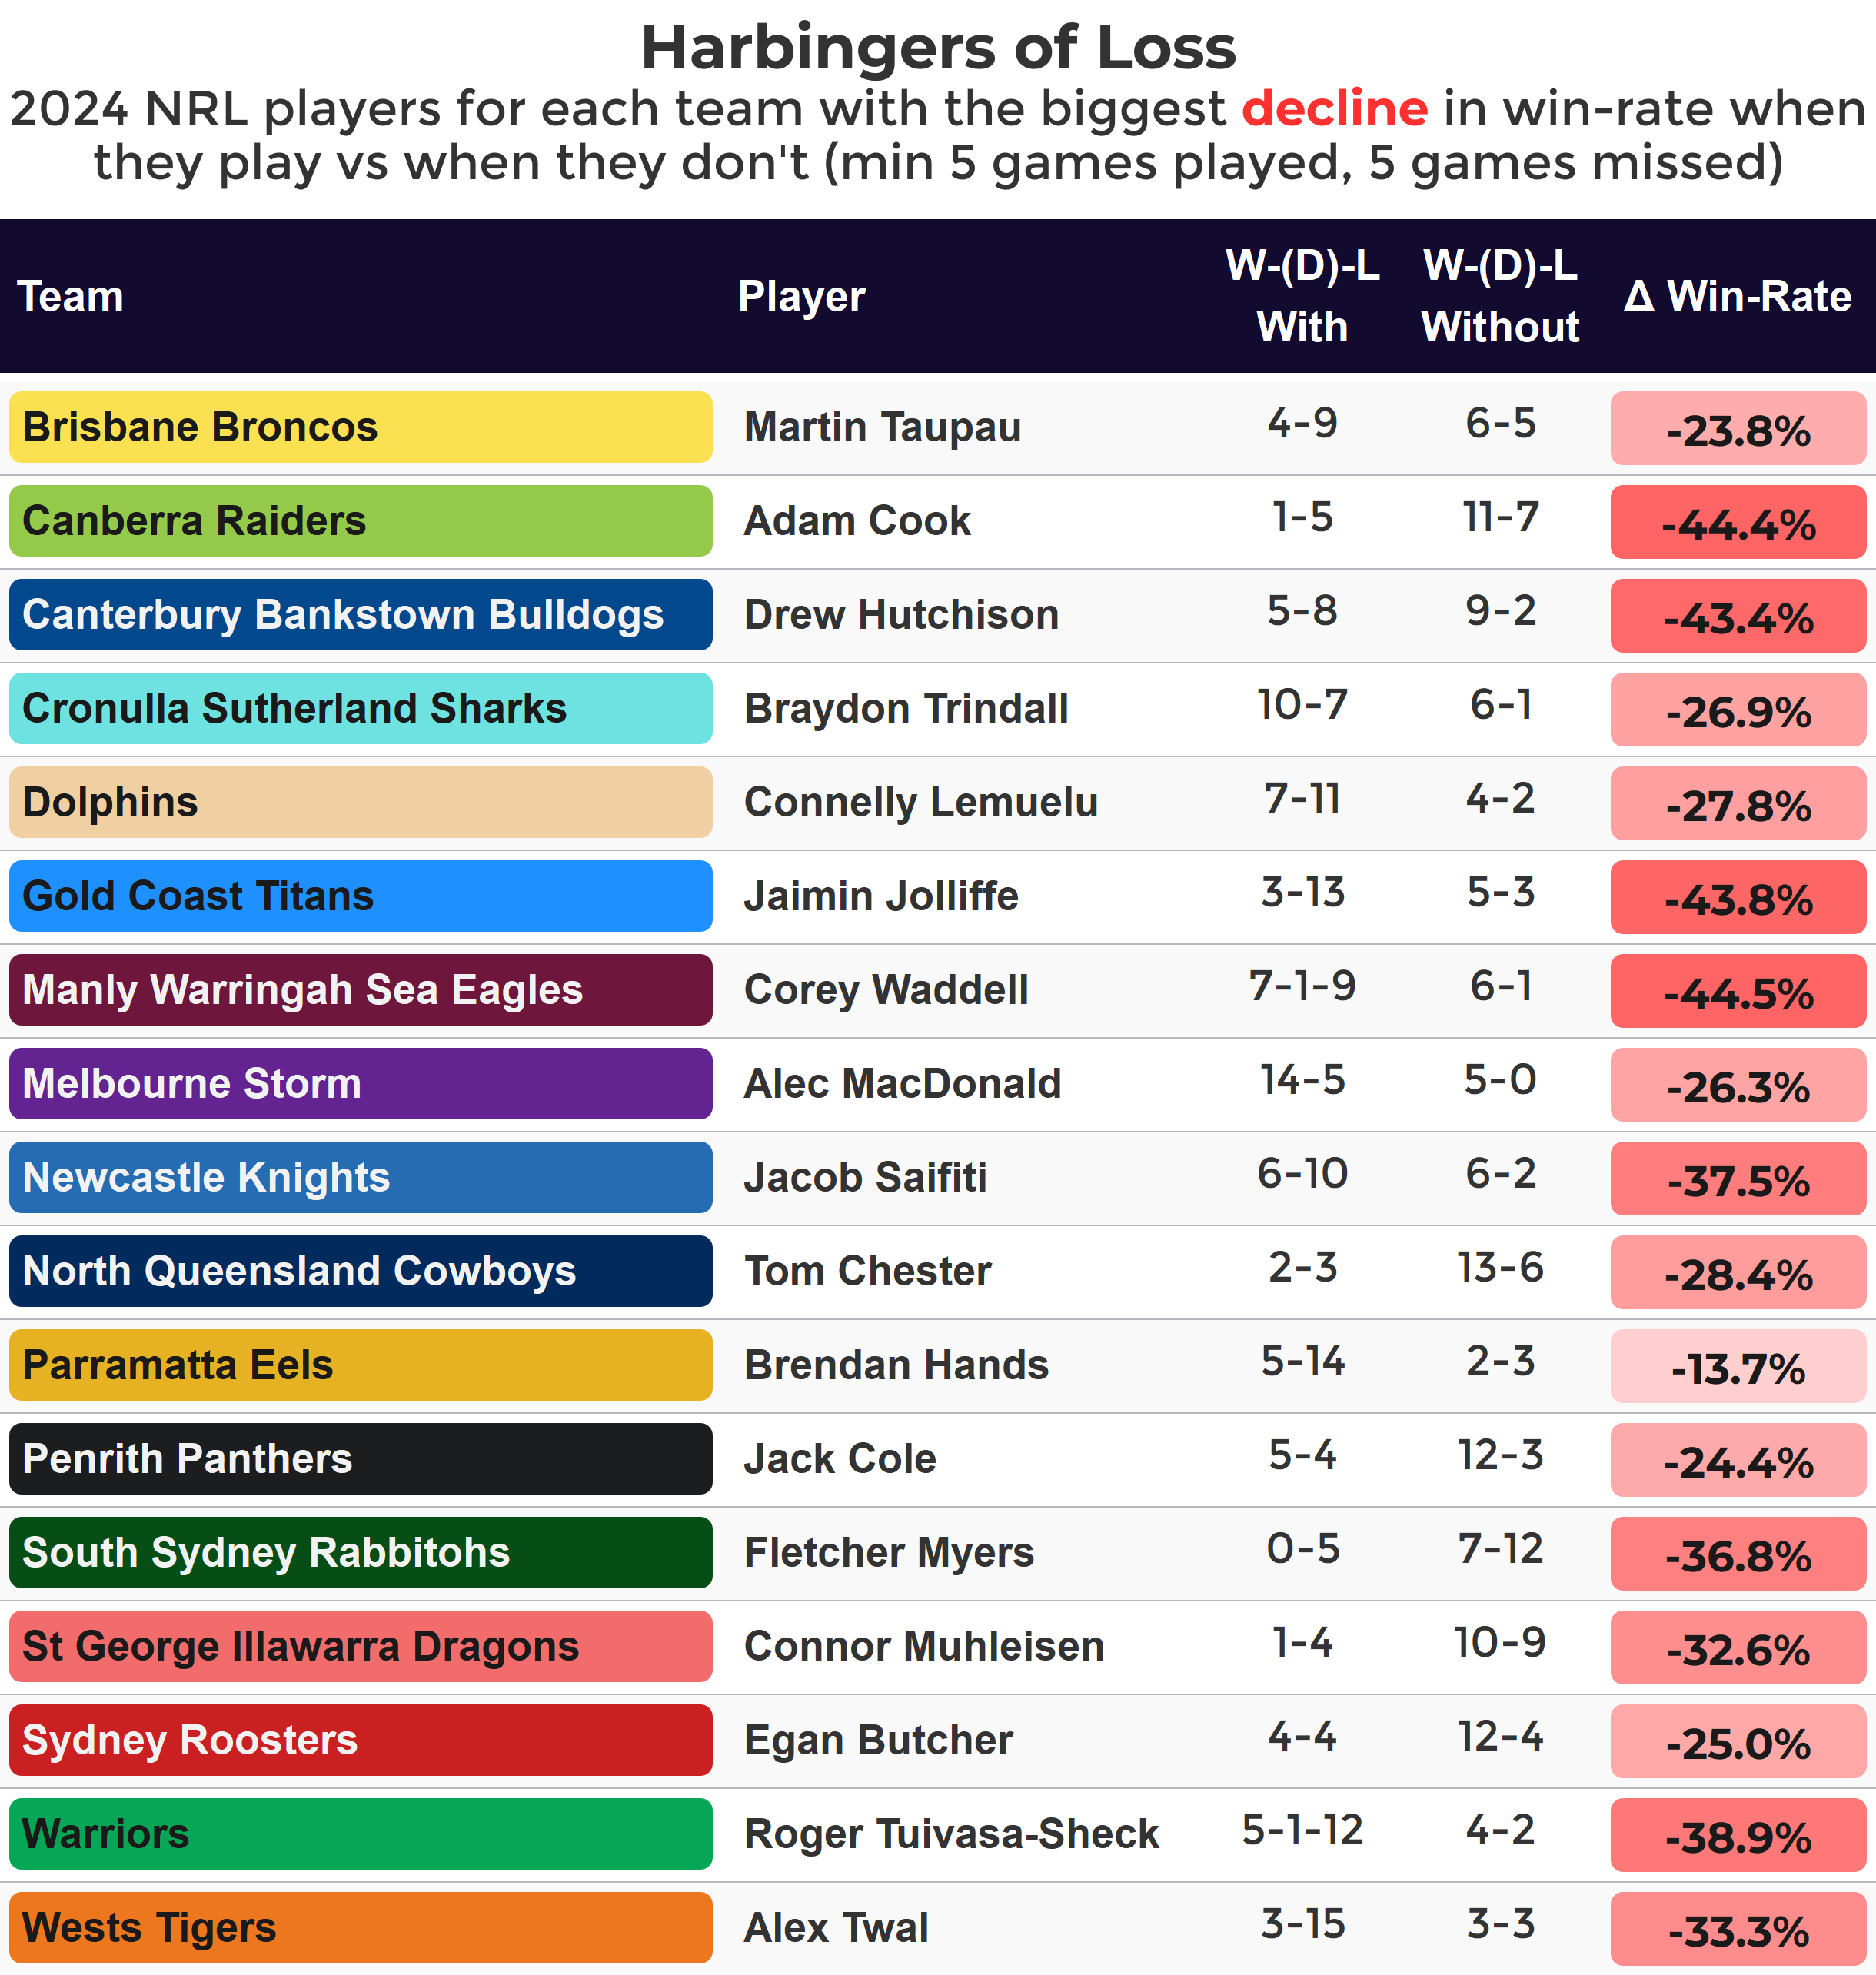 Harbingers of Loss
2024 NRL players for each team with the biggest decline in win-rate when
they play vs when they don't (min 5 games played, 5 games missed)
Team Player W-(D)-L With W-(D)-L Without Δ Win-Rate
Brisbane Broncos Martin Taupau 4-9 6-5 -23.8%
Canberra Raiders Adam Cook 1-5 11-7 -44.4%
Canterbury Bankstown Bulldogs Drew Hutchison 5-8 9-2 -43.4%
Cronulla Sutherland Sharks Braydon Trindall 10-7 6-1 -26.9%
Dolphins Connelly Lemuelu 7-11 4-2 -27.8%
Gold Coast Titans Jaimin Jolliffe 3-13 5-3 -43.8%
Manly Warringah Sea Eagles Corey Waddell 7-1-9 6-1 -44.5%
Melbourne Storm Alec MacDonald 14-5 5-0 -26.3%
Newcastle Knights Jacob Saifiti 6-10 6-2 -37.5%
North Queensland Cowboys Tom Chester 2-3 13-6 -28.4%
Parramatta Eels Brendan Hands 5-14 2-3 -13.7%
Penrith Panthers Jack Cole 5-4 12-3 -24.4%
South Sydney Rabbitohs Fletcher Myers 0-5 7-12 -36.8%
St George Illawarra Dragons Connor Muhleisen 1-4 10-9 -32.6%
Sydney Roosters Egan Butcher 4-4 12-4 -25.0%
Warriors Roger Tuivasa-Sheck 5-1-12 4-2 -38.9%
Wests Tigers Alex Twal 3-15 3-3 -33.3%